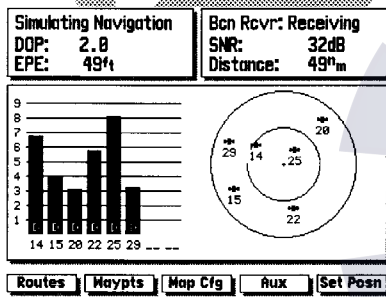 Simulating Navigation
DOP: 2.0
EPE: 49ft
Bcn Rcvr: Receiving
SNR: 32dB
Distance: 49nm
9
8
7
6
5
4
3
2
1
14 15 20 22 25 29 __ __
20
29
14
25
15
22
Routes
Waypts
Map Cfg
Aux
Set Posn